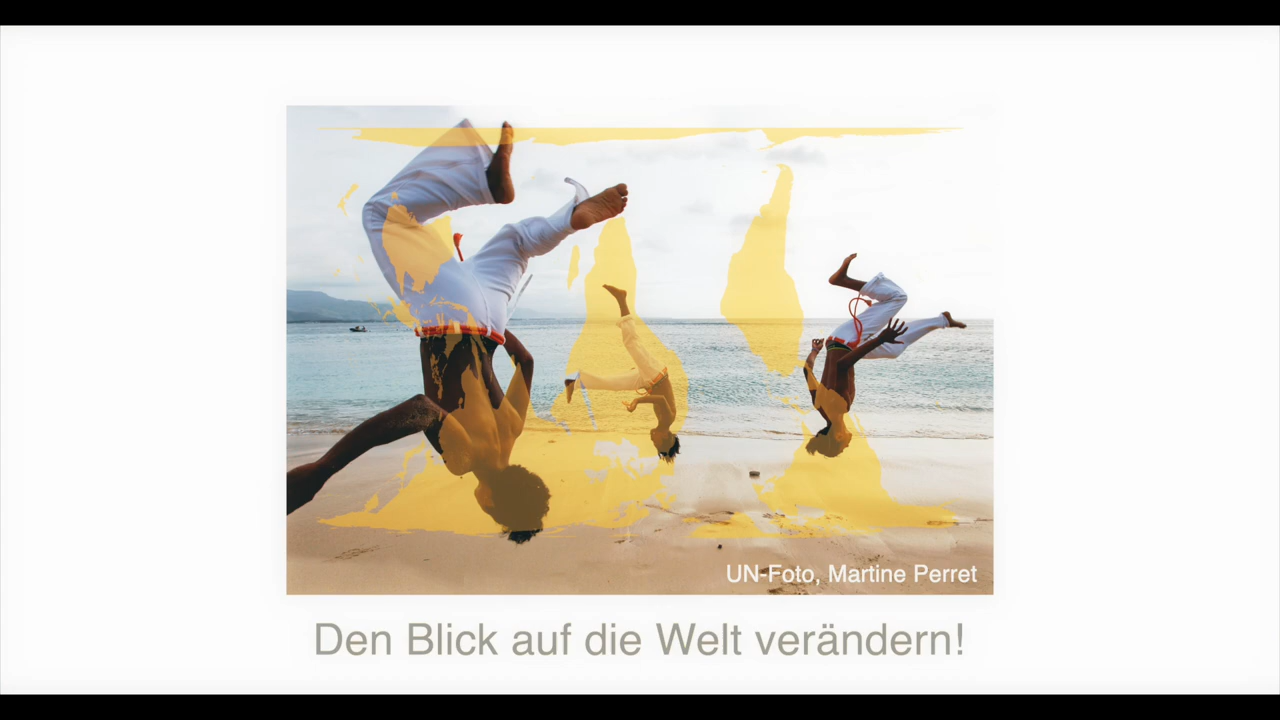 UN-Foto, Martine Perret
Den Blick auf die Welt verändern!